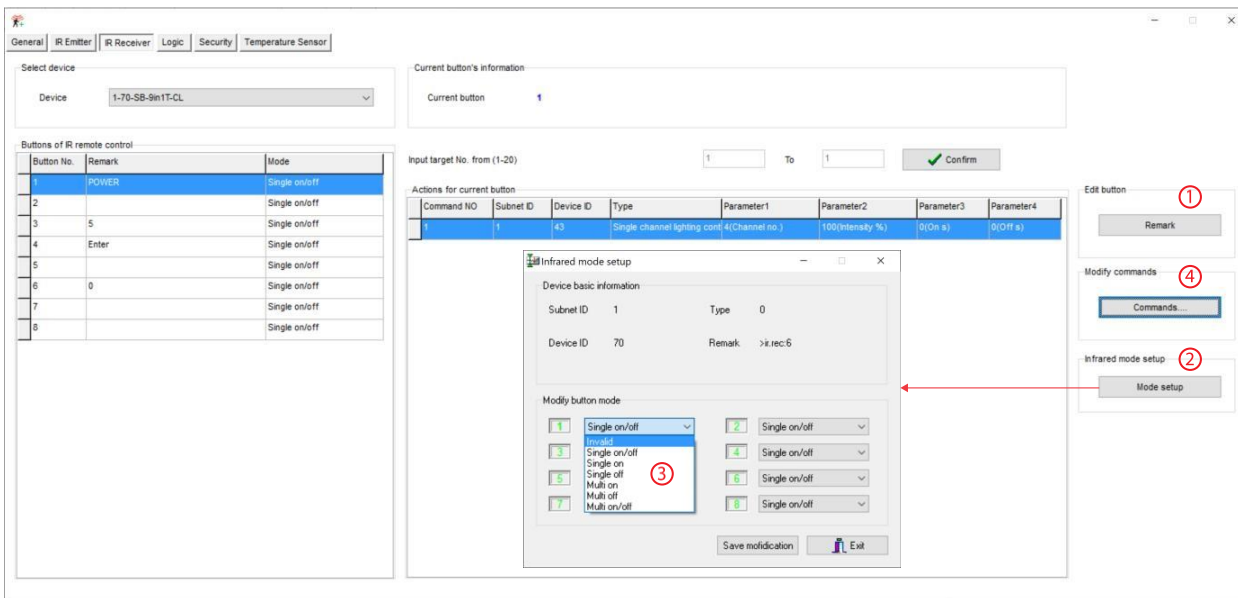 General IR Emitter IR Receiver Logic Security Temperature Sensor
Select device
Device 1-70-SB-9in1T-CL
Current button's information
Current button 1
Buttons of IR remote control
Button No. Remark Mode
1 POWER Single on/off
2 Single on/off
3 5 Single on/off
4 Enter Single on/off
5 Single on/off
6 0 Single on/off
7 Single on/off
8 Single on/off
Input target No. from (1-20) 1 To 1 Confirm
Actions for current button
Command NO Subnet ID Device ID Type Parameter1 Parameter2 Parameter3 Parameter4
1 1 43 Single channel lighting cont 4(Channel no.) 100(Intensity %) 0(On s) 0(Off s)
Edit button 1
Remark
Modify commands 4
Commands....
Infrared mode setup 2
Mode setup
Infrared mode setup
Device basic information
Subnet ID 1 Type 0
Device ID 70 Remark >ir.rec:6
Modify button mode
1 Single on/off 2 Single on/off
Invalid
3 Single on/off 4 Single on/off
Single on
5 Single off 3 6 Single on/off
Multi on
Multi off
7 Multi on/off 8 Single on/off
Save mofidication Exit